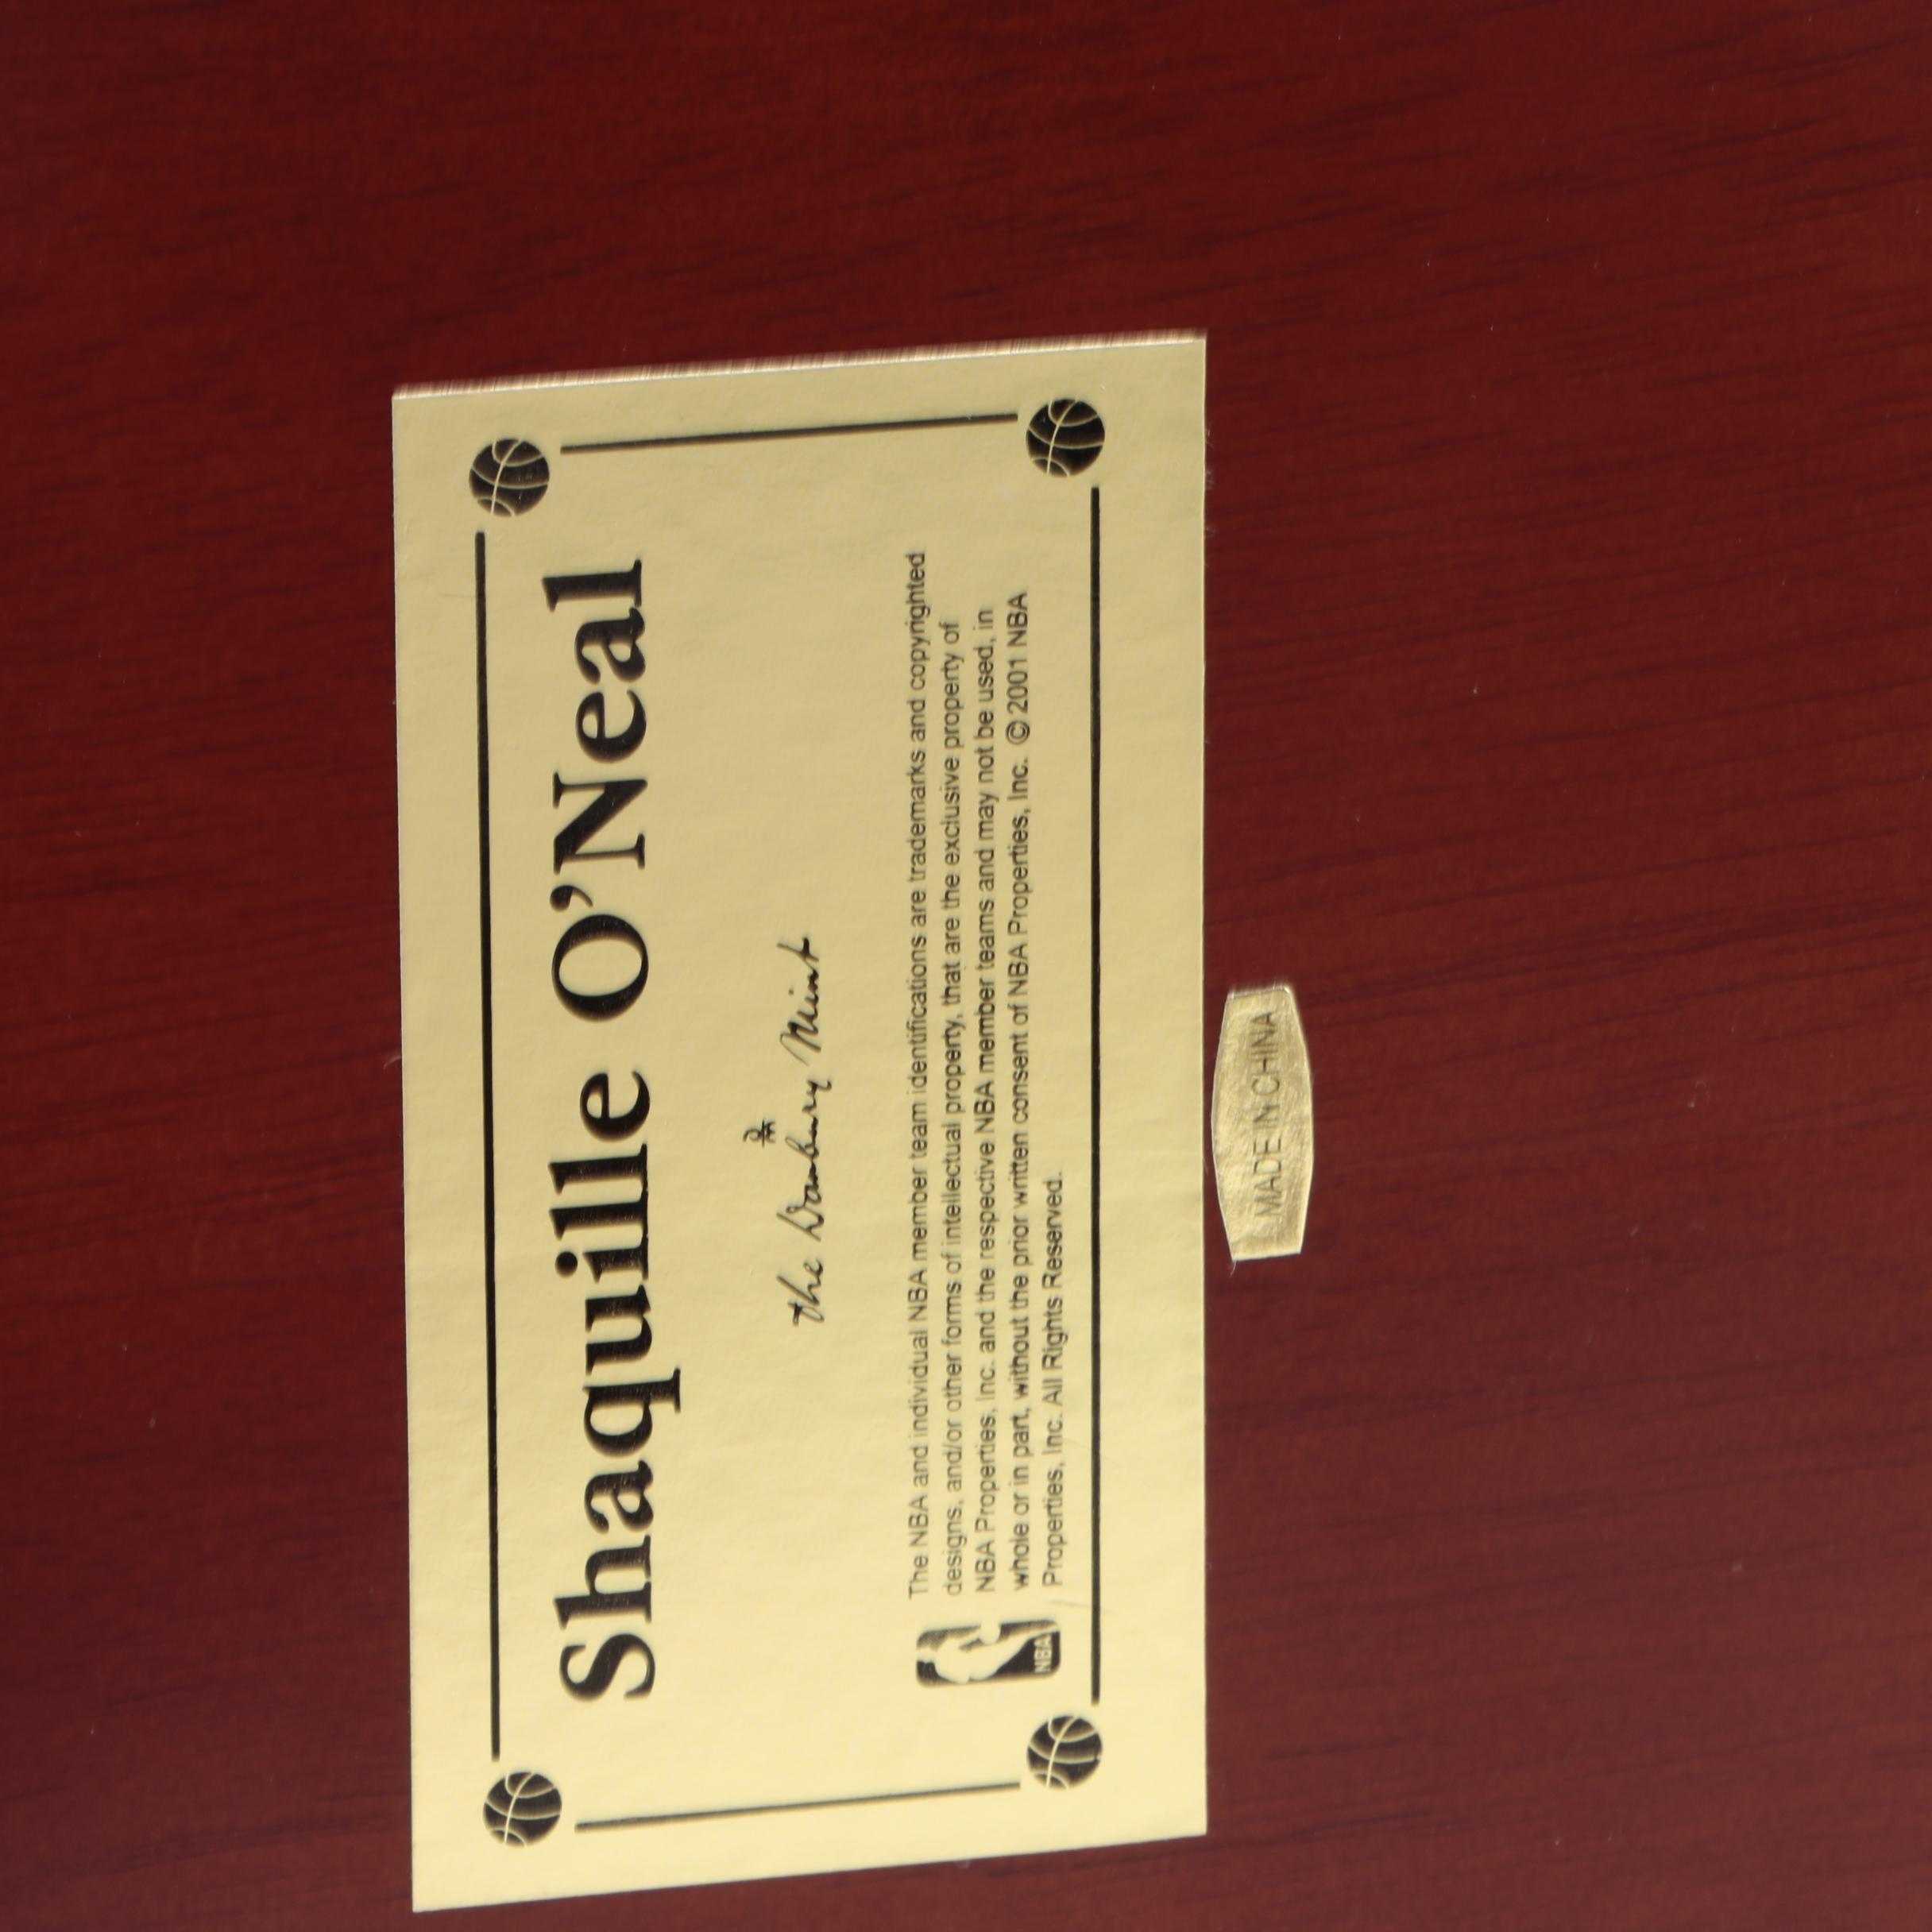 Shaquille O'Neal
The Danbury Mint
The NBA and individual NBA member team identifications are trademarks and copyrighted
designs, and/or other forms of intellectual property, that are the exclusive property of
NBA Properties, Inc. and the respective NBA member teams and may not be used, in
whole or in part, without the prior written consent of NBA Properties, Inc. © 2001 NBA
Properties, Inc. All Rights Reserved.
NBA
MADE IN CHINA